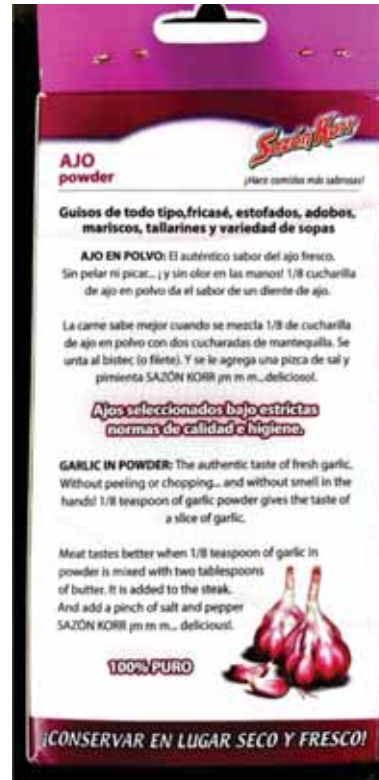 Sazón Korr
AJO
powder
¡Hace comidas más sabrosas!
Guisos de todo tipo,fricasé, estofados, adobos,
mariscos, tallarines y variedad de sopas
AJO EN POLVO: El auténtico sabor del ajo fresco.
Sin pelar ni picar... ¡y sin olor en las manos! 1/8 cucharilla
de ajo en polvo da el sabor de un diente de ajo.
La carne sabe mejor cuando se mezcla 1/8 de cucharilla
de ajo en polvo con dos cucharadas de mantequilla. Se
unta al bistec (o filete). Y se le agrega una pizca de sal y
pimienta SAZÓN KORR ¡m m m...delicioso!.
Ajos seleccionados bajo estrictas
normas de calidad e higiene.
GARLIC IN POWDER: The authentic taste of fresh garlic.
Without peeling or chopping... and without smell in the
hands! 1/8 teaspoon of garlic powder gives the taste of
a slice of garlic.
Meat tastes better when 1/8 teaspoon of garlic in
powder is mixed with two tablespoons
of butter. It is added to the steak.
And add a pinch of salt and pepper
SAZÓN KORR ¡m m m... delicious!.
100% PURO
¡CONSERVAR EN LUGAR SECO Y FRESCO!